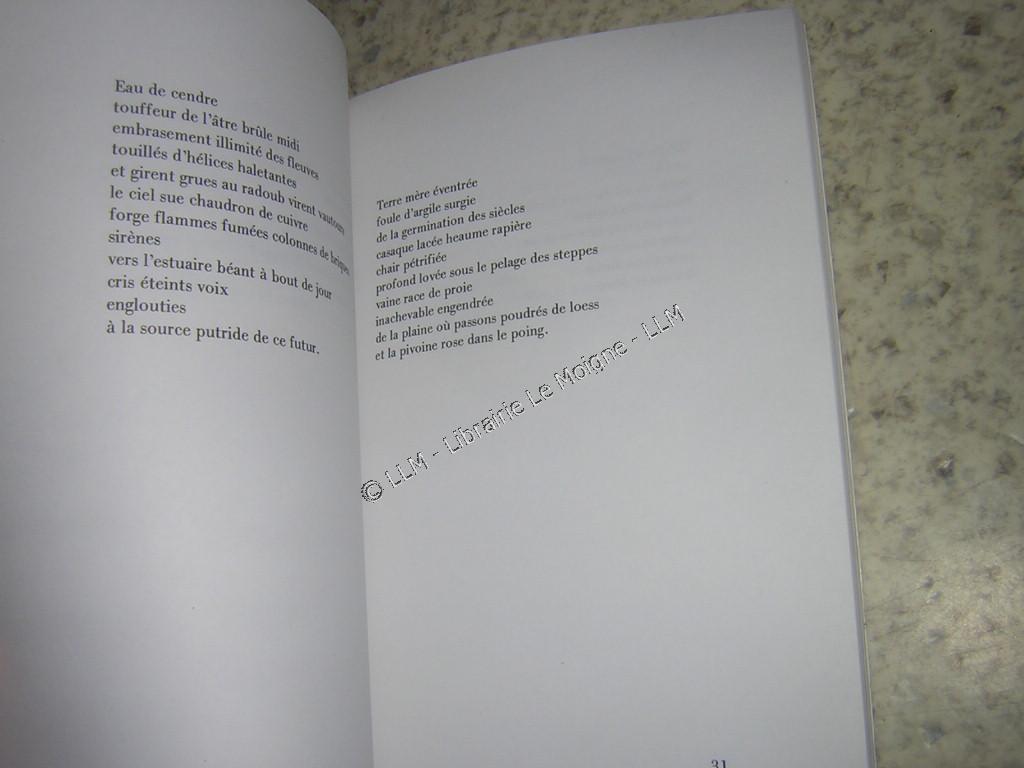 Eau de cendre
touffeur de l'âtre brûle midi
embrasement illimité des fleuves
touillés d'hélices haletantes
et girent grues au radoub virent vautours
le ciel sue chaudron de cuivre
forge flammes fumées colonnes de briques
sirènes
vers l'estuaire béant à bout de jour
cris éteints voix
englouties
à la source putride de ce futur.
Terre mère éventrée
foule d'argile surgie
de la germination des siècles
casaque lacée heaume rapière
chair pétrifiée
profond lovée sous le pelage des steppes
vaine race de proie
inachevable engendrée
de la plaine où passons poudrés de loess
et la pivoine rose dans le poing.
© LLM - Librairie Le Moigne - LLM
31